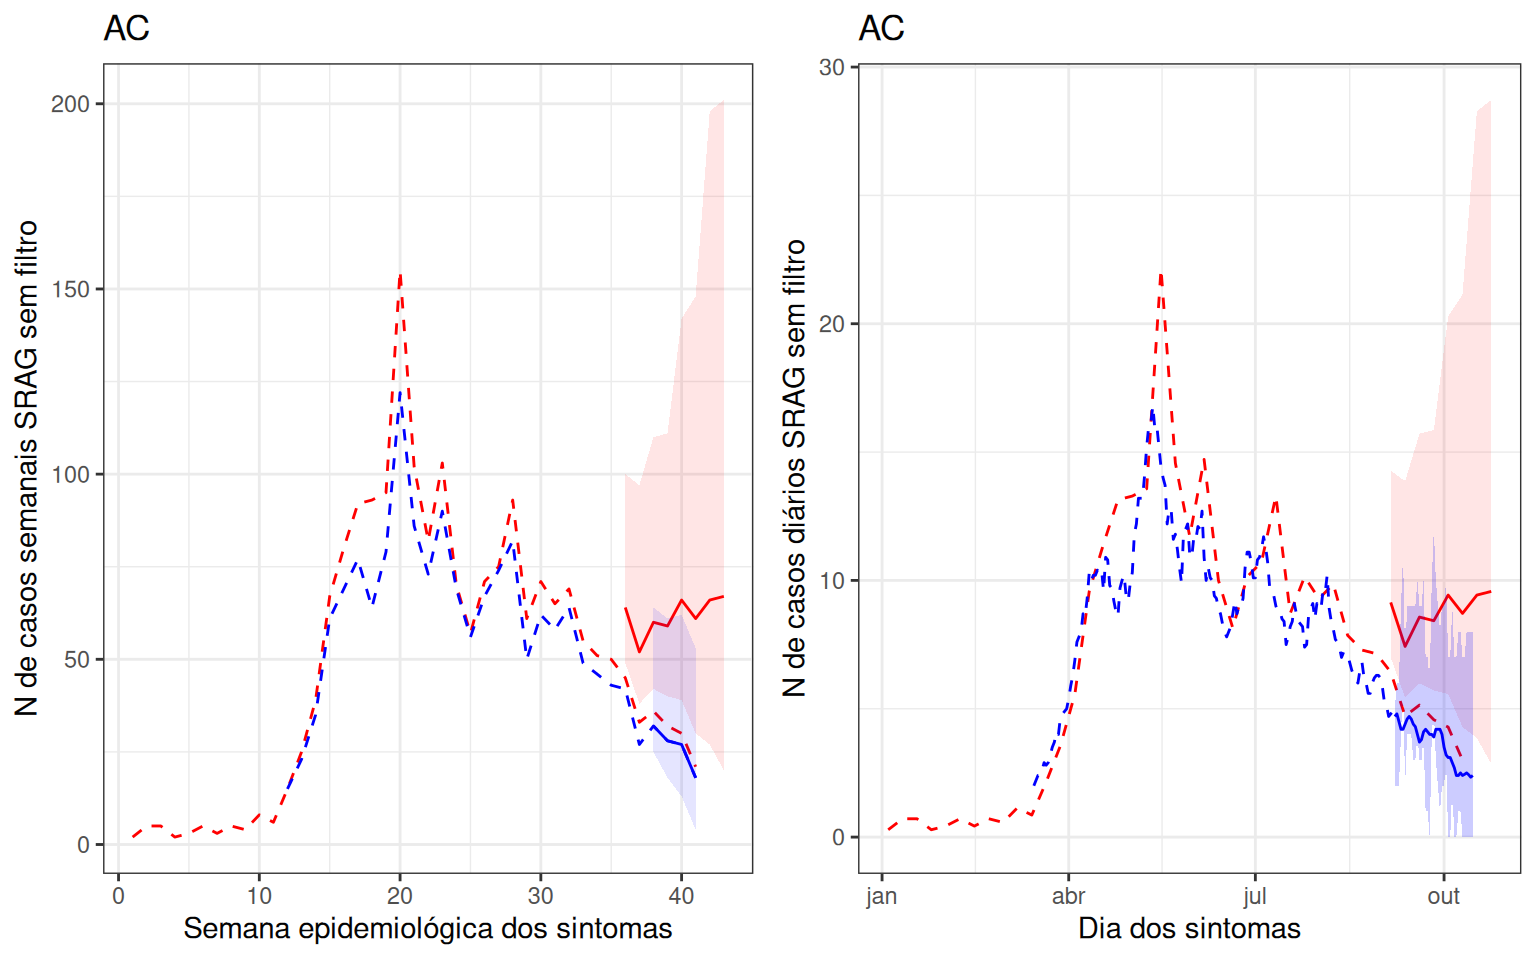 AC
N de casos semanais SRAG sem filtro
200
150
100
50
0
0 10 20 30 40
Semana epidemiológica dos sintomas
AC
N de casos diários SRAG sem filtro
30
20
10
0
jan abr jul out
Dia dos sintomas